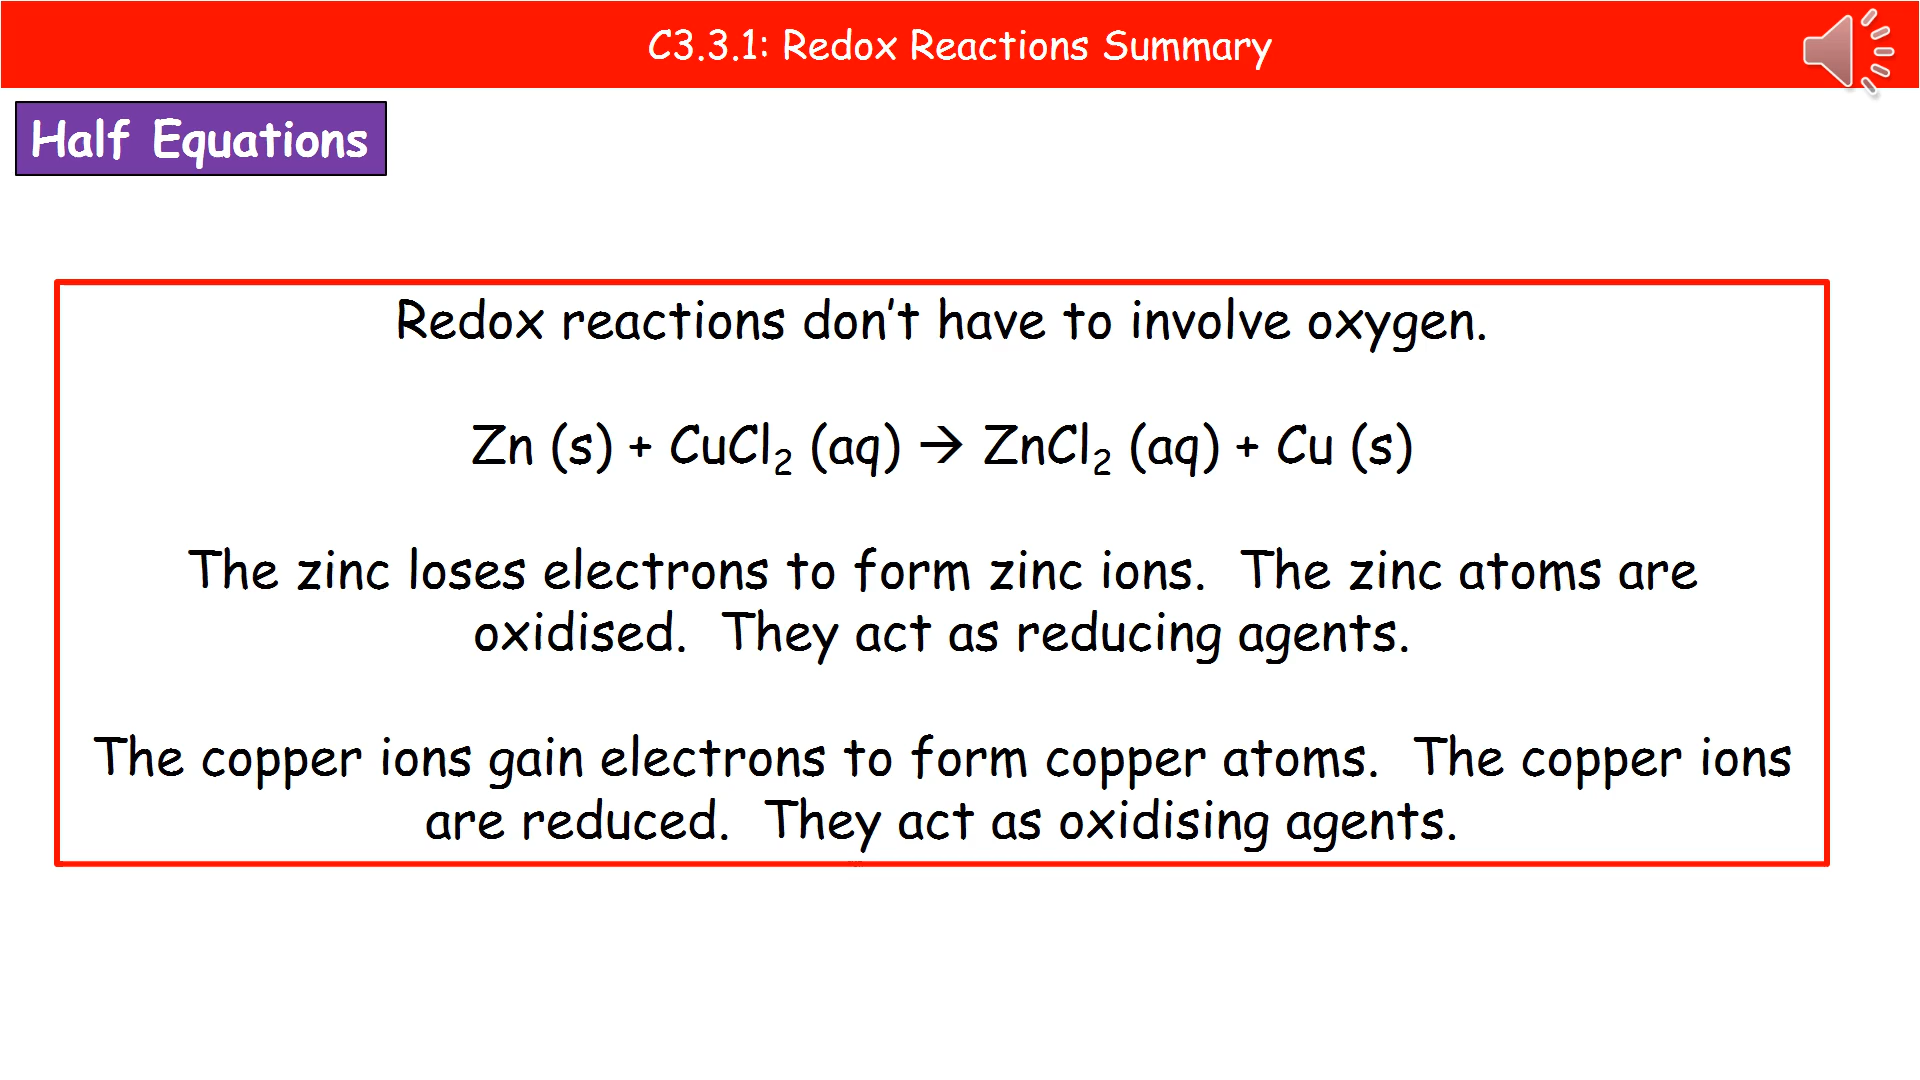 C3.3.1: Redox Reactions Summary
Half Equations
Redox reactions don't have to involve oxygen.
Zn (s) + CuCl₂ (aq) → ZnCl₂ (aq) + Cu (s)
The zinc loses electrons to form zinc ions.  The zinc atoms are
oxidised.  They act as reducing agents.
The copper ions gain electrons to form copper atoms.  The copper ions
are reduced.  They act as oxidising agents.